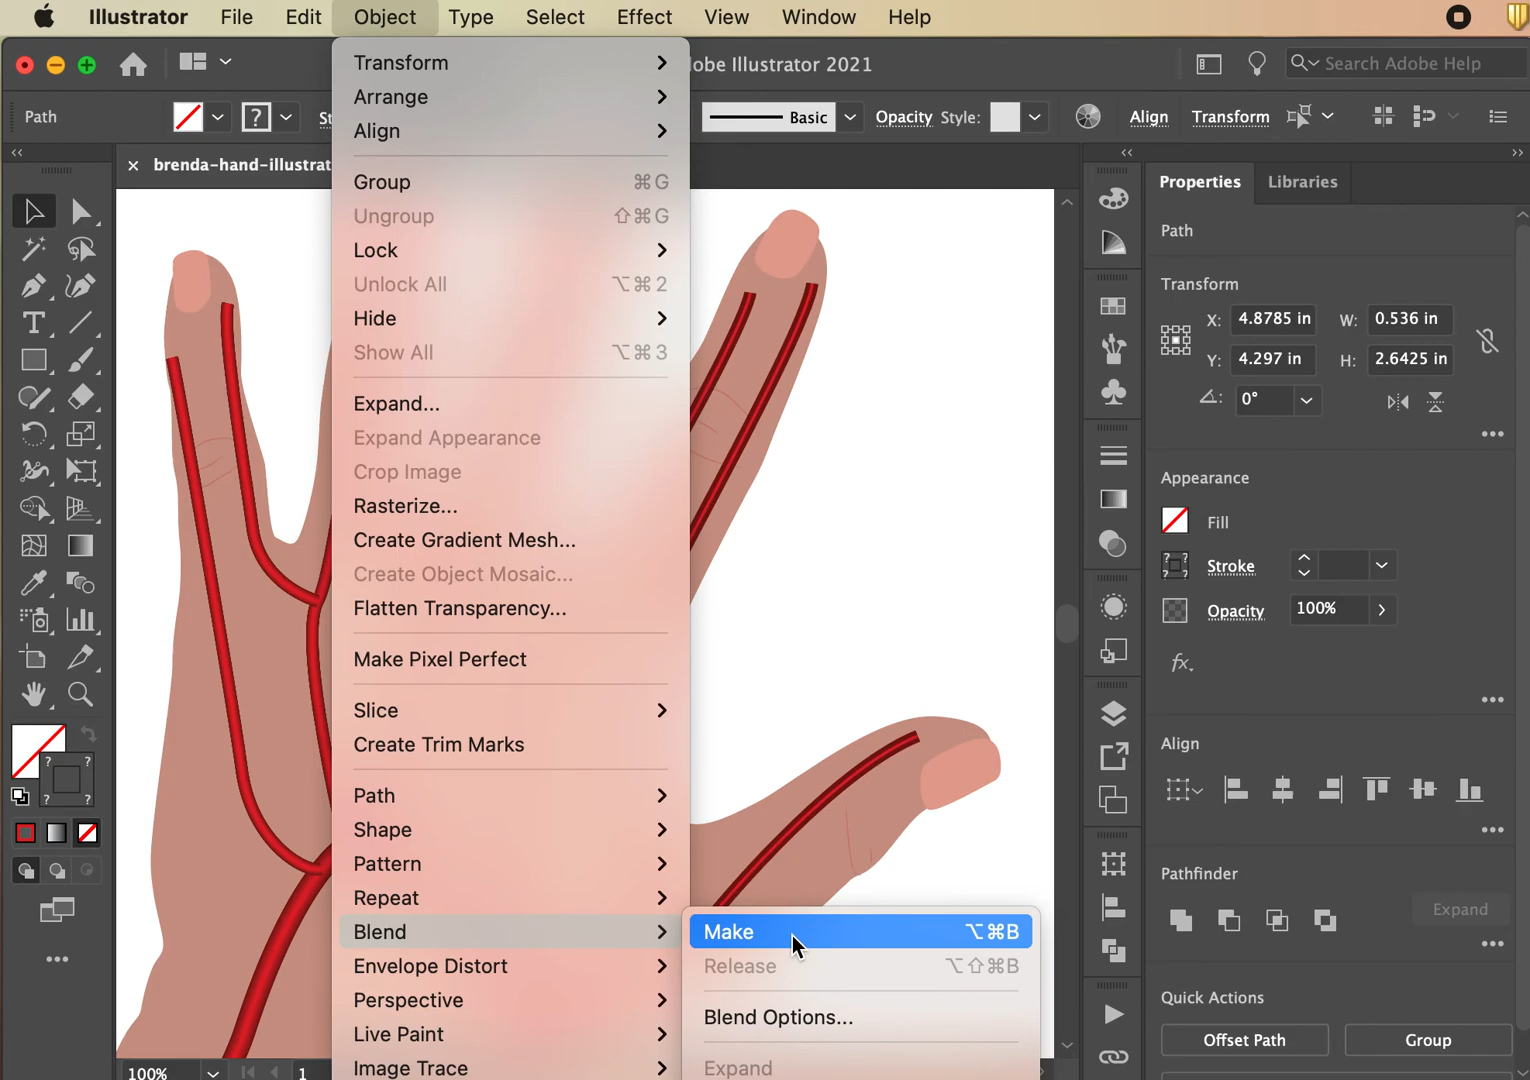 Illustrator File Edit Object Type Select Effect View Window Help
obe Illustrator 2021
Search Adobe Help
Path ? St Basic Opacity Style: Align Transform
× brenda-hand-illustrat
Transform >
Arrange >
Align >
Group ⌘G
Ungroup ⇧⌘G
Lock >
Unlock All ⌥⌘2
Hide >
Show All ⌥⌘3
Expand...
Expand Appearance
Crop Image
Rasterize...
Create Gradient Mesh...
Create Object Mosaic...
Flatten Transparency...
Make Pixel Perfect
Slice >
Create Trim Marks
Path >
Shape >
Pattern >
Repeat >
Blend >
Envelope Distort >
Perspective >
Live Paint >
Image Trace >
Make ⌥⌘B
Release ⌥⇧⌘B
Blend Options...
Expand
100% 1
Properties Libraries
Path
Transform
X: 4.8785 in W: 0.536 in
Y: 4.297 in H: 2.6425 in
0°
Appearance
Fill
Stroke
Opacity 100%
fx
Align
Pathfinder
Expand
Quick Actions
Offset Path Group